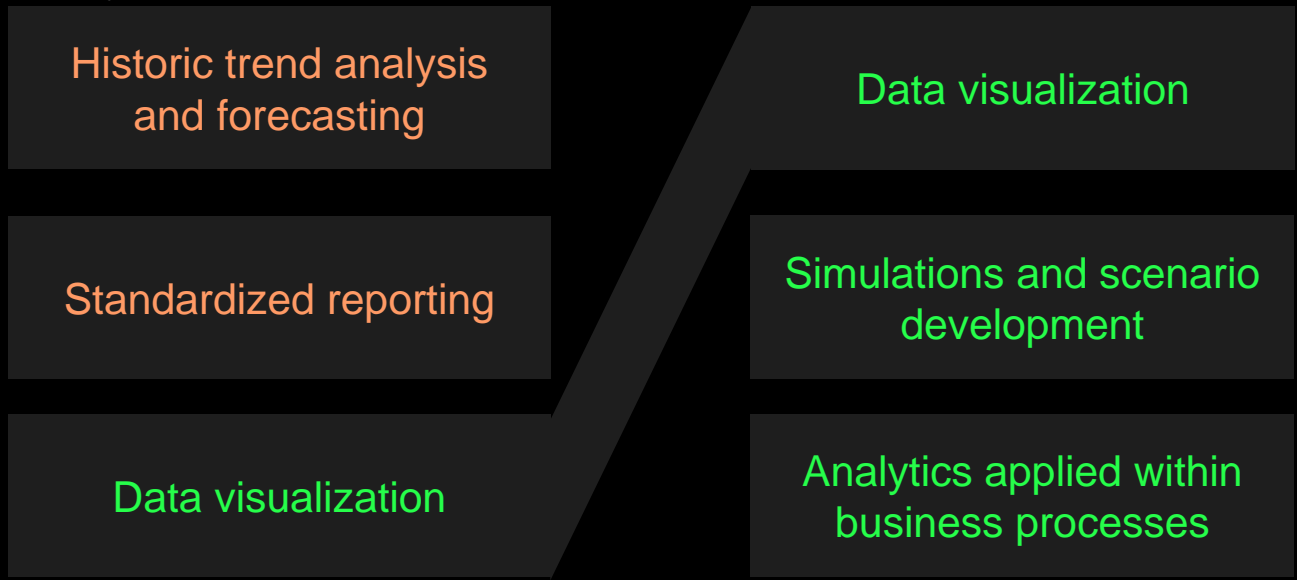 Historic trend analysis
and forecasting
Standardized reporting
Data visualization
Data visualization
Simulations and scenario
development
Analytics applied within
business processes